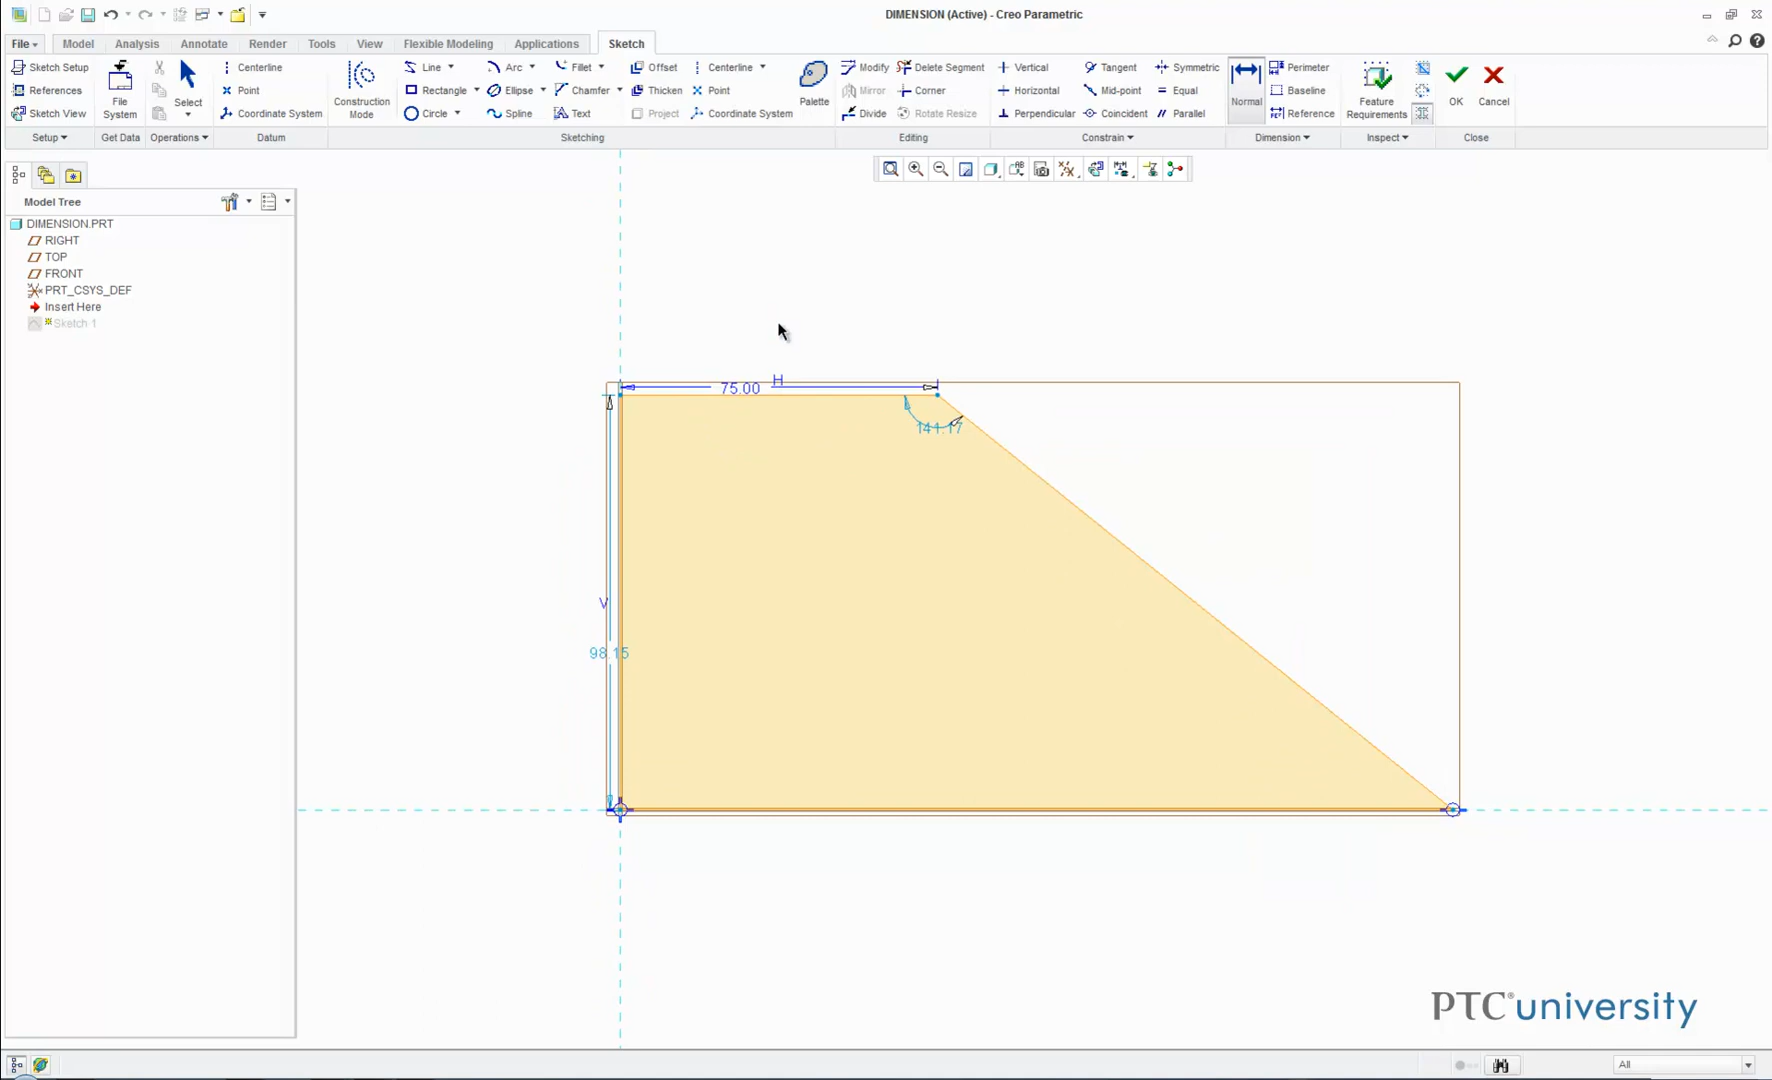 DIMENSION (Active) - Creo Parametric
File Model Analysis Annotate Render Tools View Flexible Modeling Applications Sketch
Sketch Setup
References
Sketch View
Setup
File System
Get Data
Select
Operations
Centerline
Point
Coordinate System
Datum
Construction Mode
Line Arc Fillet Offset Centerline
Rectangle Ellipse Chamfer Thicken Point
Circle Spline Text Project Coordinate System
Palette
Sketching
Modify Delete Segment
Mirror Corner
Divide Rotate Resize
Editing
Vertical Tangent Symmetric
Horizontal Mid-point Equal
Perpendicular Coincident Parallel
Constrain
Normal
Perimeter
Baseline
REF Reference
Dimension
Feature Requirements
Inspect
OK Cancel
Close
Model Tree
DIMENSION.PRT
RIGHT
TOP
FRONT
PRT_CSYS_DEF
Insert Here
Sketch 1
75.00 H
141.17
V
98.15
PTC® university
All